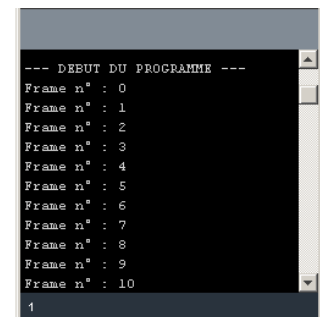 --- DEBUT DU PROGRAMME ---
Frame n° : 0
Frame n° : 1
Frame n° : 2
Frame n° : 3
Frame n° : 4
Frame n° : 5
Frame n° : 6
Frame n° : 7
Frame n° : 8
Frame n° : 9
Frame n° : 10
1